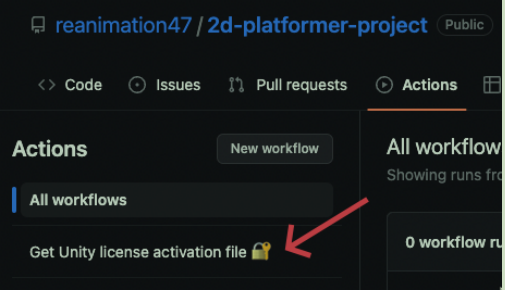 reanimation47 / 2d-platformer-project Public
Code Issues Pull requests Actions
Actions New workflow
All workflows
Get Unity license activation file 🔐
All workflow
Showing runs fro
0 workflow ru